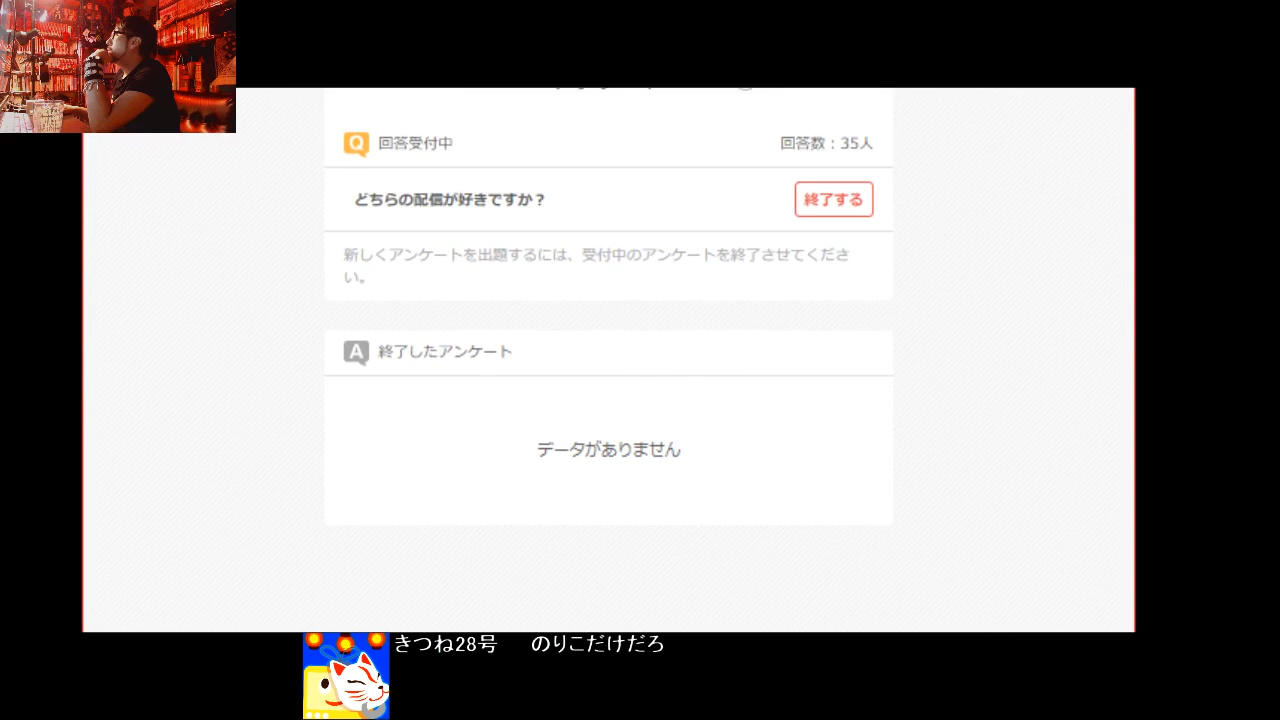 Q 回答受付中 回答数：35人
どちらの配信が好きですか？ 終了する
新しくアンケートを出題するには、受付中のアンケートを終了させてくださ
い。
A 終了したアンケート
データがありません
きつね28号 のりこだけだろ